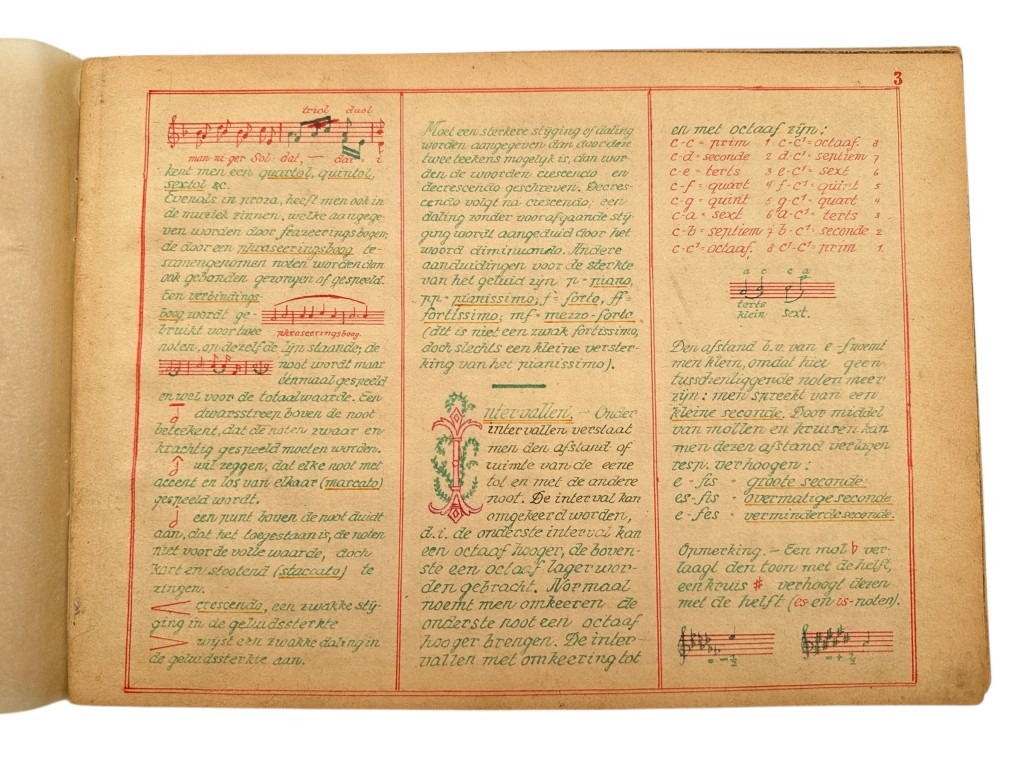 3
triol duol
man-ni-ger Sol-dat, — dat i
kent men een quartol, quintol,
sextol &c.
Evenals in proza, heeft men ook in
de muziek zinnen, welke aangege-
ven worden door frazeeringsbogen;
de door een phraseeringsboog te-
samengenomen noten worden dan
ook gebonden gezongen of gespeeld.
Een verbindings-
boog wordt ge-
bruikt voor twee
phraseeringsboog.
noten, op dezelfde lijn staande; de
noot wordt maar
éénmaal gespeeld
en wel voor de totaalwaarde. Een
dwarsstreep boven de noot
betekent, dat de noten zwaar en
krachtig gespeeld moeten worden.
wil zeggen, dat elke noot met
accent en los van elkaar (marcato)
gespeeld wordt.
een punt boven de noot duidt
aan, dat het toegestaan is, de noten
niet voor de volle waarde, doch
kort en stootend (staccato) te
zingen.
crescendo, een zwakke stij-
ging in de geluidssterkte
wijst een zwakke daling in
de geluidssterkte aan.
Moet een sterkere stijging of daling
worden aangegeven dan door deze
twee teekens mogelijk is, dan wor-
den de woorden crescendo en
decrescendo geschreven. Decres-
cendo volgt na crescendo; een
daling zonder voorafgaande stij-
ging wordt aangeduid door het
woord diminuando. Andere
aanduidingen voor de sterkte
van het geluid zijn p = piano,
pp = pianissimo; f = forto, ff =
fortissimo; mf = mezzo-forto
(dit is niet een zwak fortissimo,
doch slechts een kleine verster-
king van het pianissimo).
Intervallen. – Onder
intervallen verstaat
men den afstand of
ruimte van de eene
tot en met de andere
noot. De interval kan
omgekeerd worden,
d.i. de onderste interval kan
een octaaf hooger, de boven-
ste een octaaf lager wor-
den gebracht. Normaal
noemt men omkeeren de
onderste noot een octaaf
hooger brengen. De inter-
vallen met omkeering tot
en met octaaf zijn:
c-c = prim 1 c-c¹ = octaaf. 8
c-d = seconde 2 d-c¹ = septiem 7
c-e = terts 3 e-c¹ = sext 6
c-f = quart 4 f-c¹ = quint 5
c-g = quint 5 g-c¹ = quart 4
c-a = sext 6 a-c¹ = terts 3
c-b = septiem 7 b-c¹ = seconde 2
c-c¹ = octaaf. 8 c¹-c¹ = prim 1.
a c c a
terts sext.
klein
Den afstand b.v. van e-f noemt
men klein, omdat hier geen
tusschenliggende noten meer
zijn: men spreekt van een
kleine seconde. Door middel
van mollen en kruisen kan
men dezen afstand verlagen
resp. verhoogen:
e - fis = groote seconde.
es-fis = overmatige seconde
e - fes = verminderde seconde.
Opmerking. – Een mol ♭ ver-
laagt den toon met de helft,
een kruis # verhoogt dezen
met de helft (es- en is-noten).
= - ½
= + ½